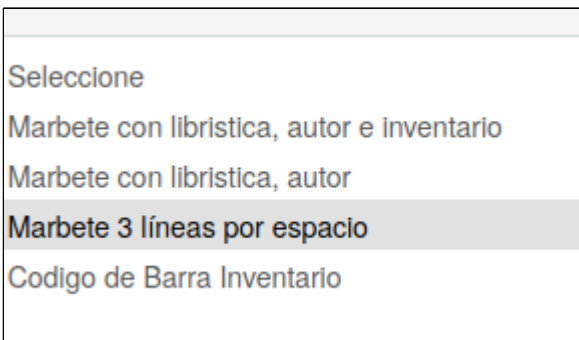 Seleccione
Marbete con libristica, autor e inventario
Marbete con libristica, autor
Marbete 3 líneas por espacio
Codigo de Barra Inventario